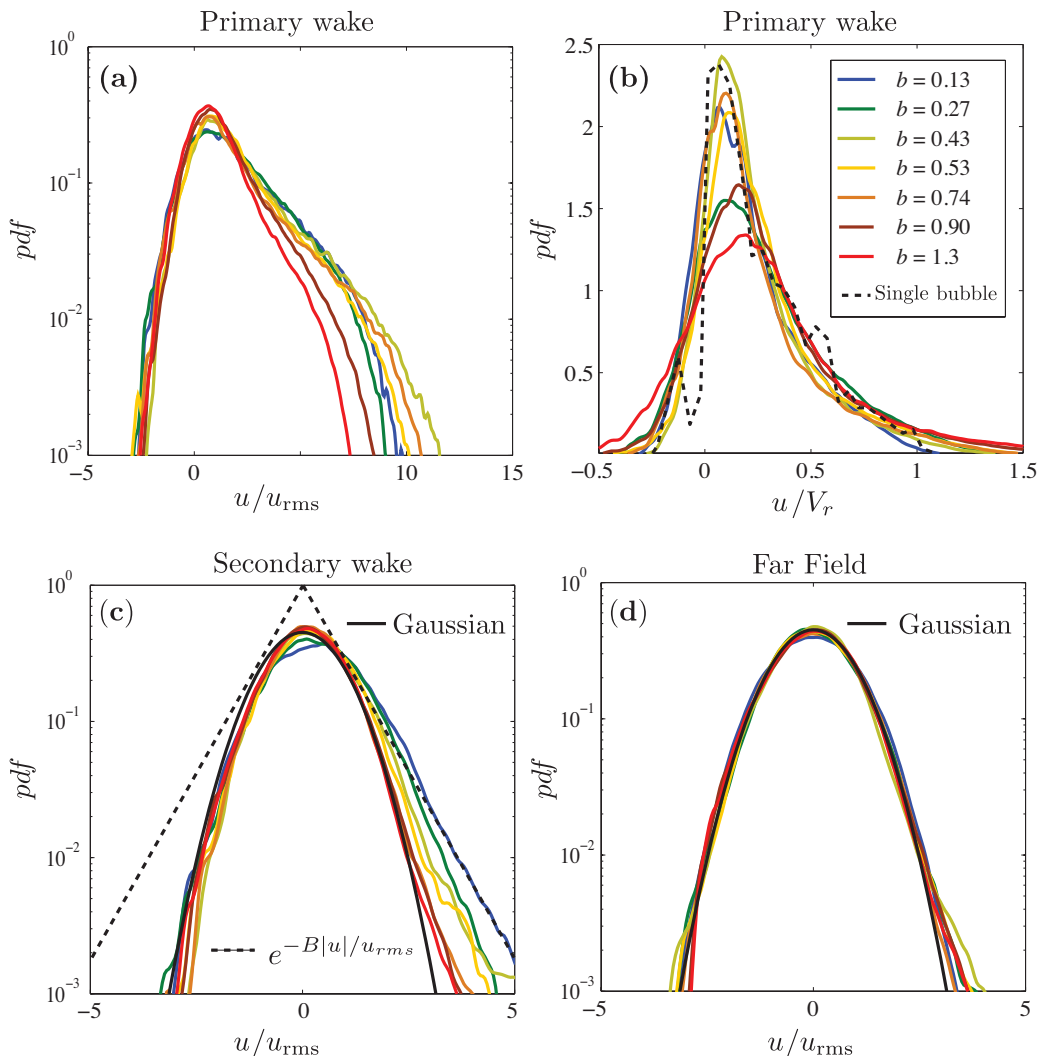 Primary wake
(a)
10^0
10^-1
10^-2
10^-3
pdf
-5
0
5
10
15
u/u_rms
Primary wake
(b)
2.5
2
1.5
1
0.5
pdf
-0.5
0
0.5
1
1.5
u/V_r
b = 0.13
b = 0.27
b = 0.43
b = 0.53
b = 0.74
b = 0.90
b = 1.3
Single bubble
Secondary wake
(c)
Gaussian
10^0
10^-1
10^-2
10^-3
pdf
e^{-B|u|/u_rms}
-5
0
5
u/u_rms
Far Field
(d)
Gaussian
10^0
10^-1
10^-2
10^-3
pdf
-5
0
5
u/u_rms